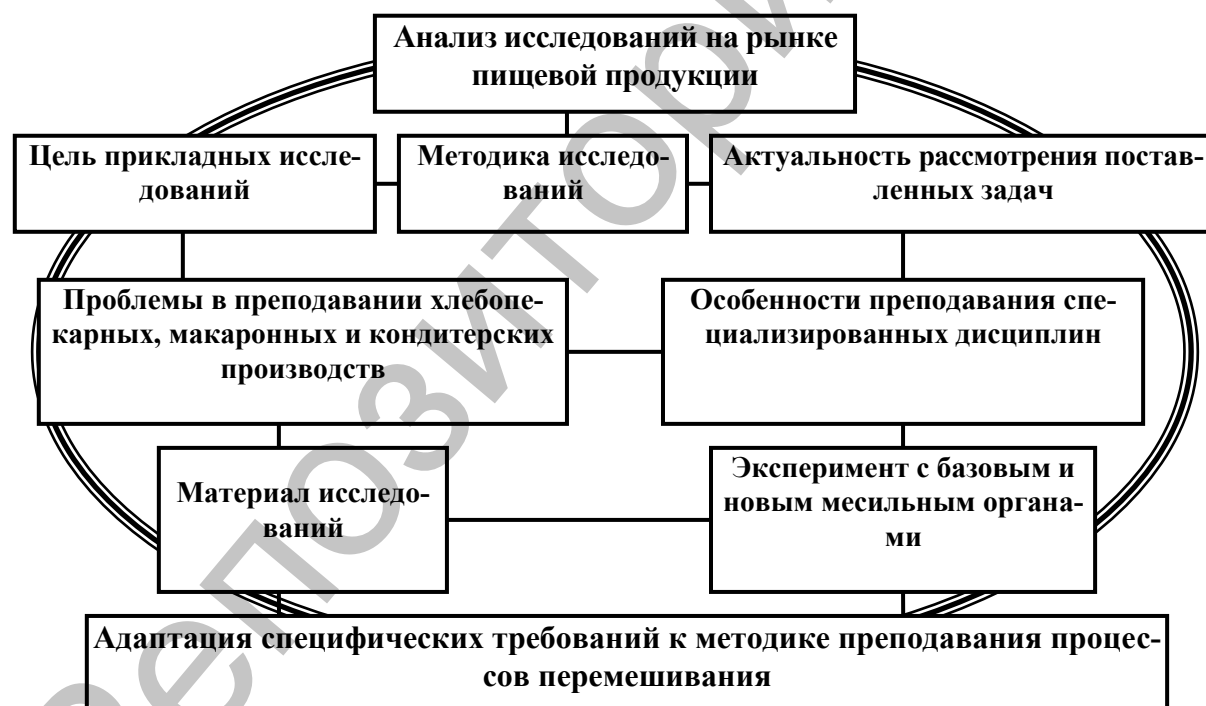 Анализ исследований на рынке
пищевой продукции
Цель прикладных иссле-
дований
Методика исследо-
ваний
Актуальность рассмотрения постав-
ленных задач
Проблемы в преподавании хлебопе-
карных, макаронных и кондитерских
производств
Особенности преподавания спе-
циализированных дисциплин
Материал исследо-
ваний
Эксперимент с базовым и
новым месильным органа-
ми
Адаптация специфических требований к методике преподавания процес-
сов перемешивания